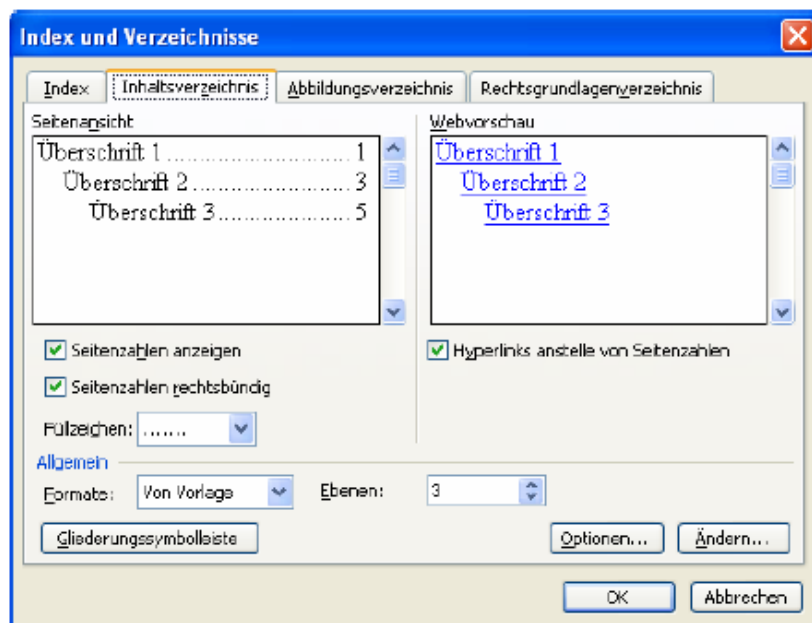 Index und Verzeichnisse
Index Inhaltsverzeichnis Abbildungsverzeichnis Rechtsgrundlagenverzeichnis
Seitenansicht
Überschrift 1 ............................ 1
Überschrift 2 ........................ 3
Überschrift 3 ..................... 5
Webvorschau
Überschrift 1
Überschrift 2
Überschrift 3
Seitenzahlen anzeigen
Seitenzahlen rechtsbündig
Hyperlinks anstelle von Seitenzahlen
Füllzeichen: .......
Allgemein
Formate: Von Vorlage Ebenen: 3
Gliederungssymbolleiste Optionen... Ändern...
OK Abbrechen